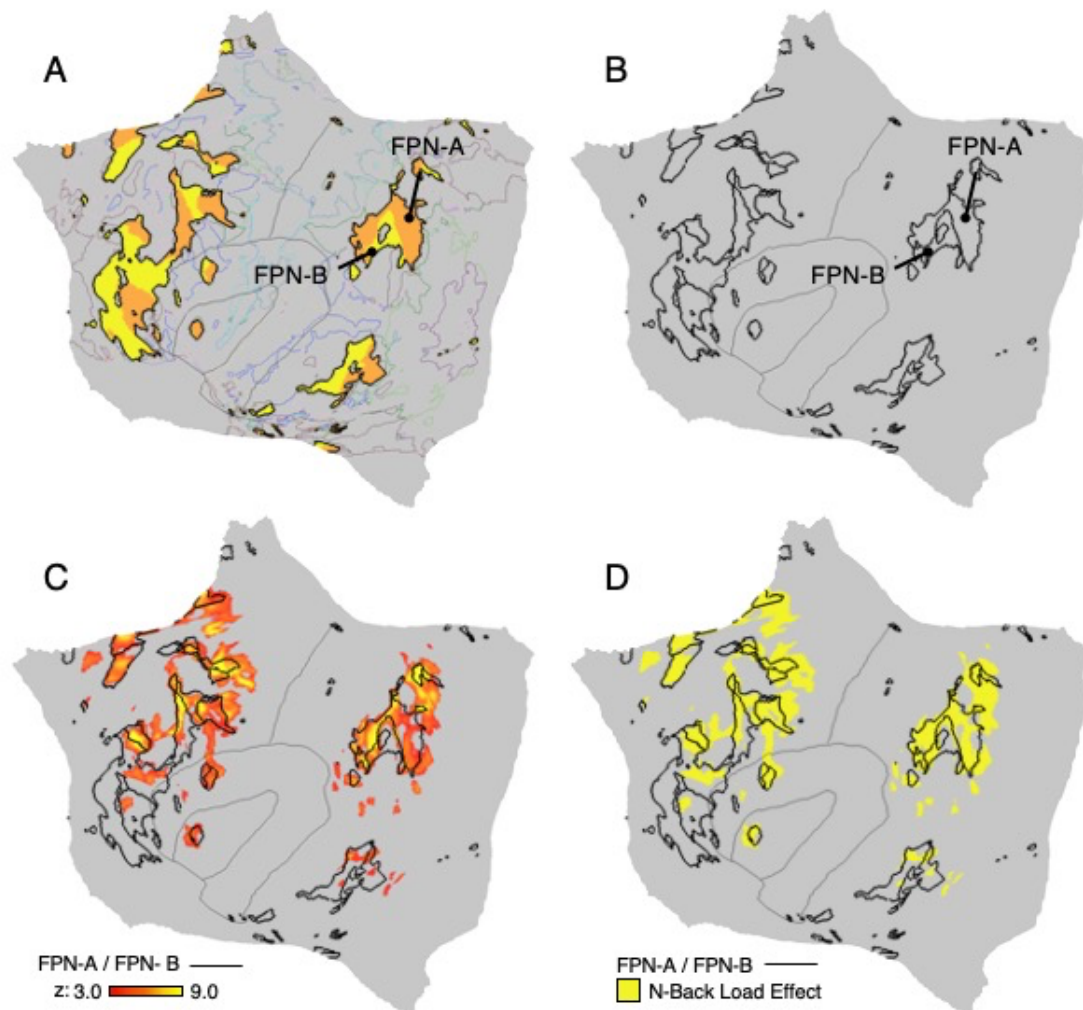 A
FPN-A
FPN-B
B
FPN-A
FPN-B
C
FPN-A / FPN- B
z: 3.0 9.0
D
FPN-A / FPN-B
N-Back Load Effect